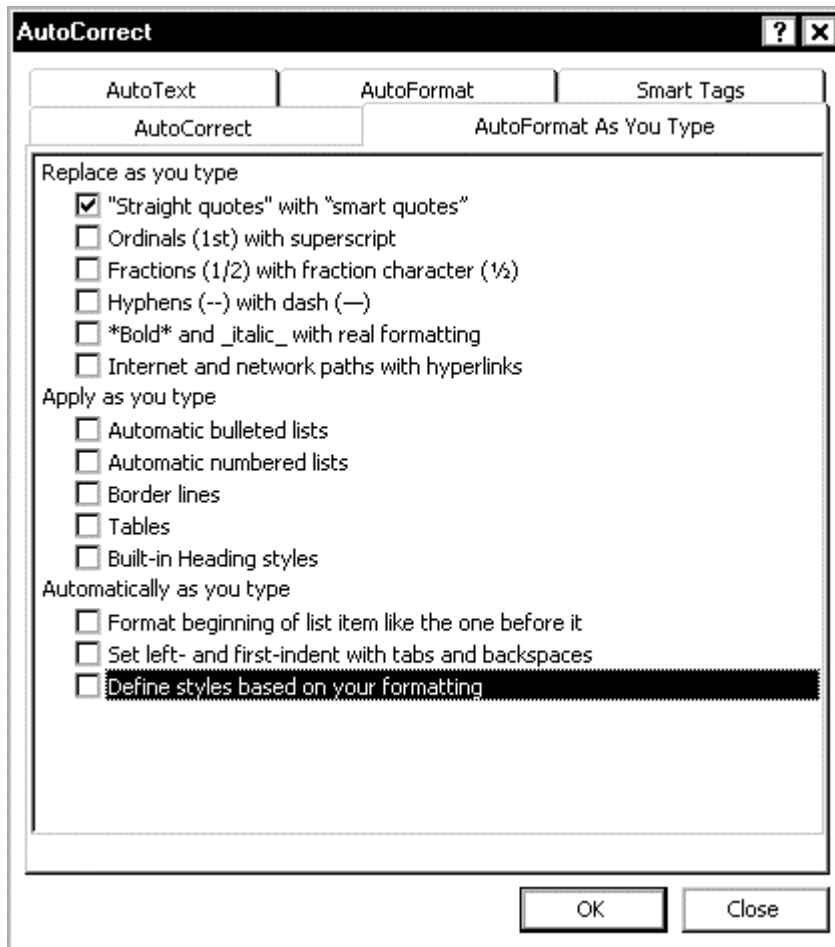 AutoCorrect
AutoText AutoFormat Smart Tags
AutoCorrect AutoFormat As You Type
Replace as you type
"Straight quotes" with “smart quotes”
Ordinals (1st) with superscript
Fractions (1/2) with fraction character (½)
Hyphens (--) with dash (—)
*Bold* and _italic_ with real formatting
Internet and network paths with hyperlinks
Apply as you type
Automatic bulleted lists
Automatic numbered lists
Border lines
Tables
Built-in Heading styles
Automatically as you type
Format beginning of list item like the one before it
Set left- and first-indent with tabs and backspaces
Define styles based on your formatting
OK Close